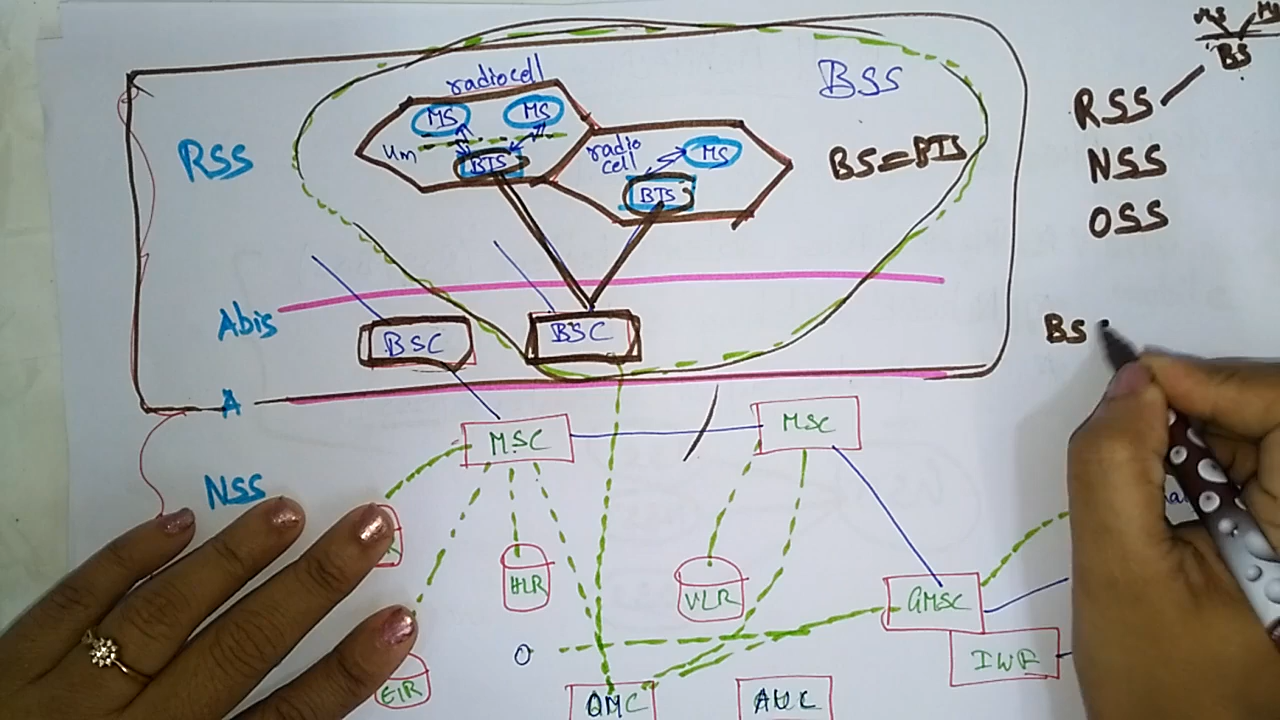 MS
BS
radiocell
BSS
MS
MS
RSS
RSS
Um
BTS
radio
cell
MS
BS=BTS
NSS
BTS
OSS
Abis
BSC
BSC
BS
A
MSC
MSC
NSS
HLR
VLR
GMSC
O
IWF
EIR
OMC
AUC